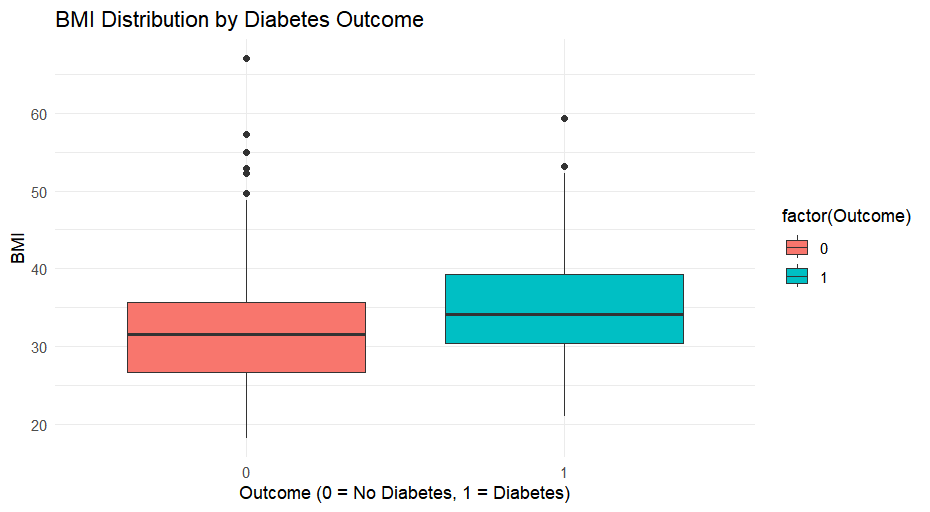 BMI Distribution by Diabetes Outcome
BMI
60
50
40
30
20
0
1
Outcome (0 = No Diabetes, 1 = Diabetes)
factor(Outcome)
0
1